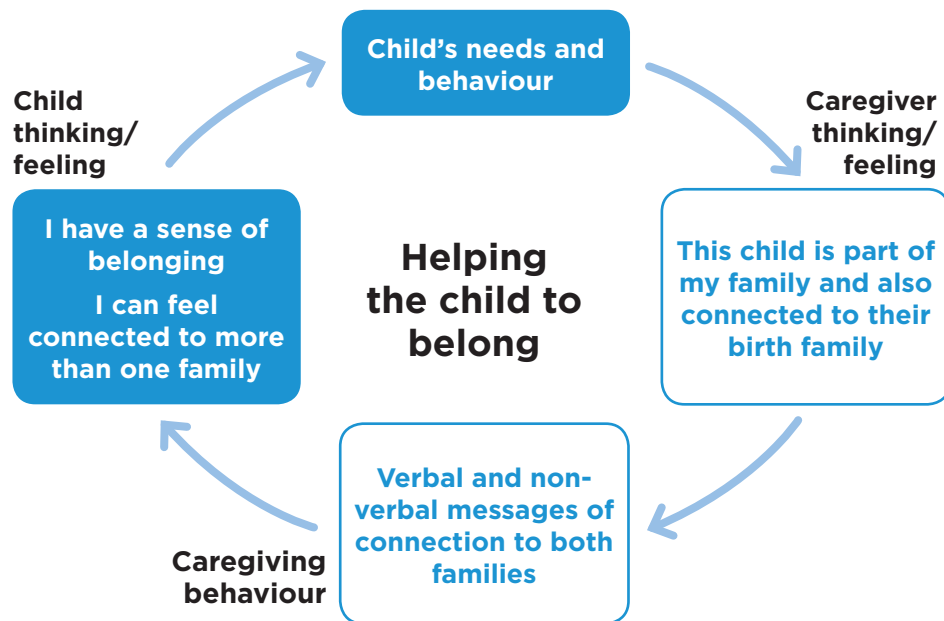 Child’s needs and
behaviour
Child
thinking/
feeling
Caregiver
thinking/
feeling
I have a sense of
belonging
I can feel
connected to more
than one family
Helping
the child to
belong
This child is part of
my family and also
connected to their
birth family
Verbal and non-
verbal messages of
connection to both
families
Caregiving
behaviour